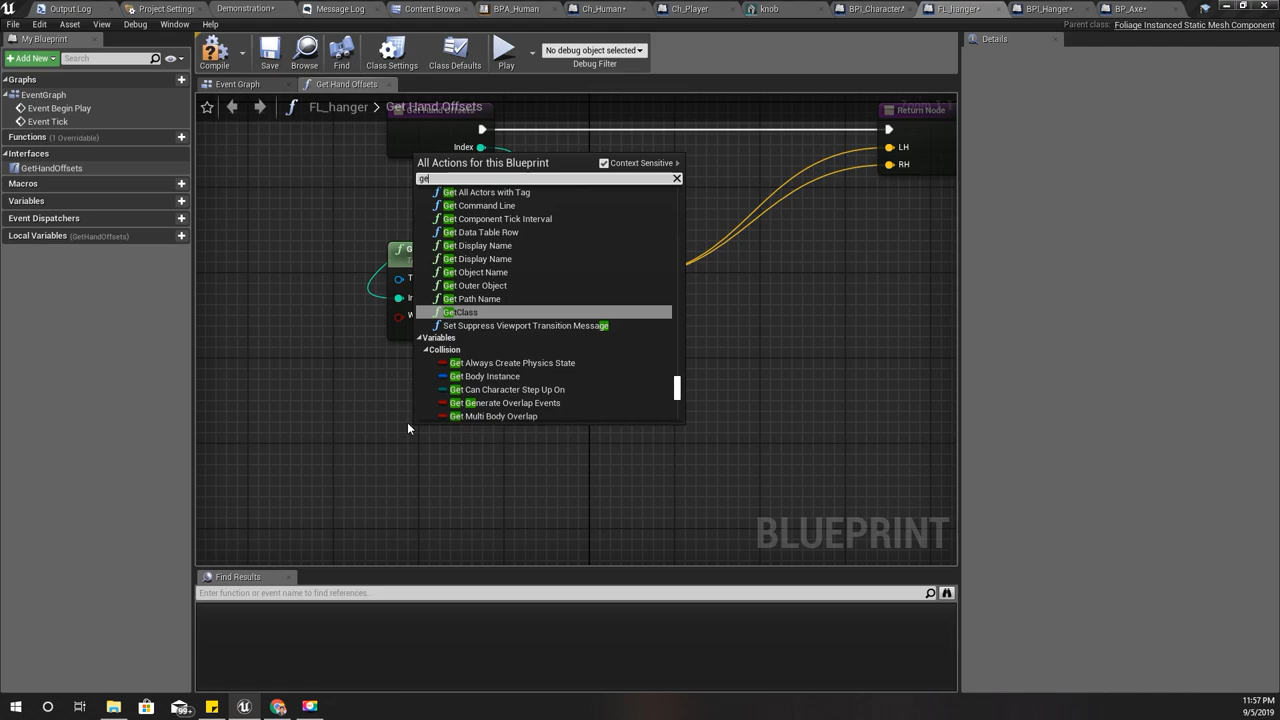 Output Log
Project Settings
Demonstration•
Message Log
Content Brows
BPA_Human
Ch_Human•
Ch_Player
knob
BPI_CharacterA
FL_hanger•
BPI_Hanger•
BP_Axe•
File
Edit
Asset
View
Debug
Window
Help
Parent class:
Foliage Instanced Static Mesh Component
My Blueprint
Add New
Search
Compile
Save
Browse
Find
Class Settings
Class Defaults
Play
No debug object selected
Debug Filter
Details
Graphs
EventGraph
Event Begin Play
Event Tick
Functions (1 Overridable)
Interfaces
GetHandOffsets
Macros
Variables
Event Dispatchers
Local Variables (GetHandOffsets)
Event Graph
Get Hand Offsets
FL_hanger > Get Hand Offsets
Index
Return Node
LH
RH
All Actions for this Blueprint
Context Sensitive
ge
Get All Actors with Tag
Get Command Line
Get Component Tick Interval
Get Data Table Row
Get Display Name
Get Display Name
Get Object Name
Get Outer Object
Get Path Name
GetClass
Set Suppress Viewport Transition Message
Variables
Collision
Get Always Create Physics State
Get Body Instance
Get Can Character Step Up On
Get Generate Overlap Events
Get Multi Body Overlap
BLUEPRINT
Find Results
Enter function or event name to find references...
99+
11:57 PM
9/5/2019